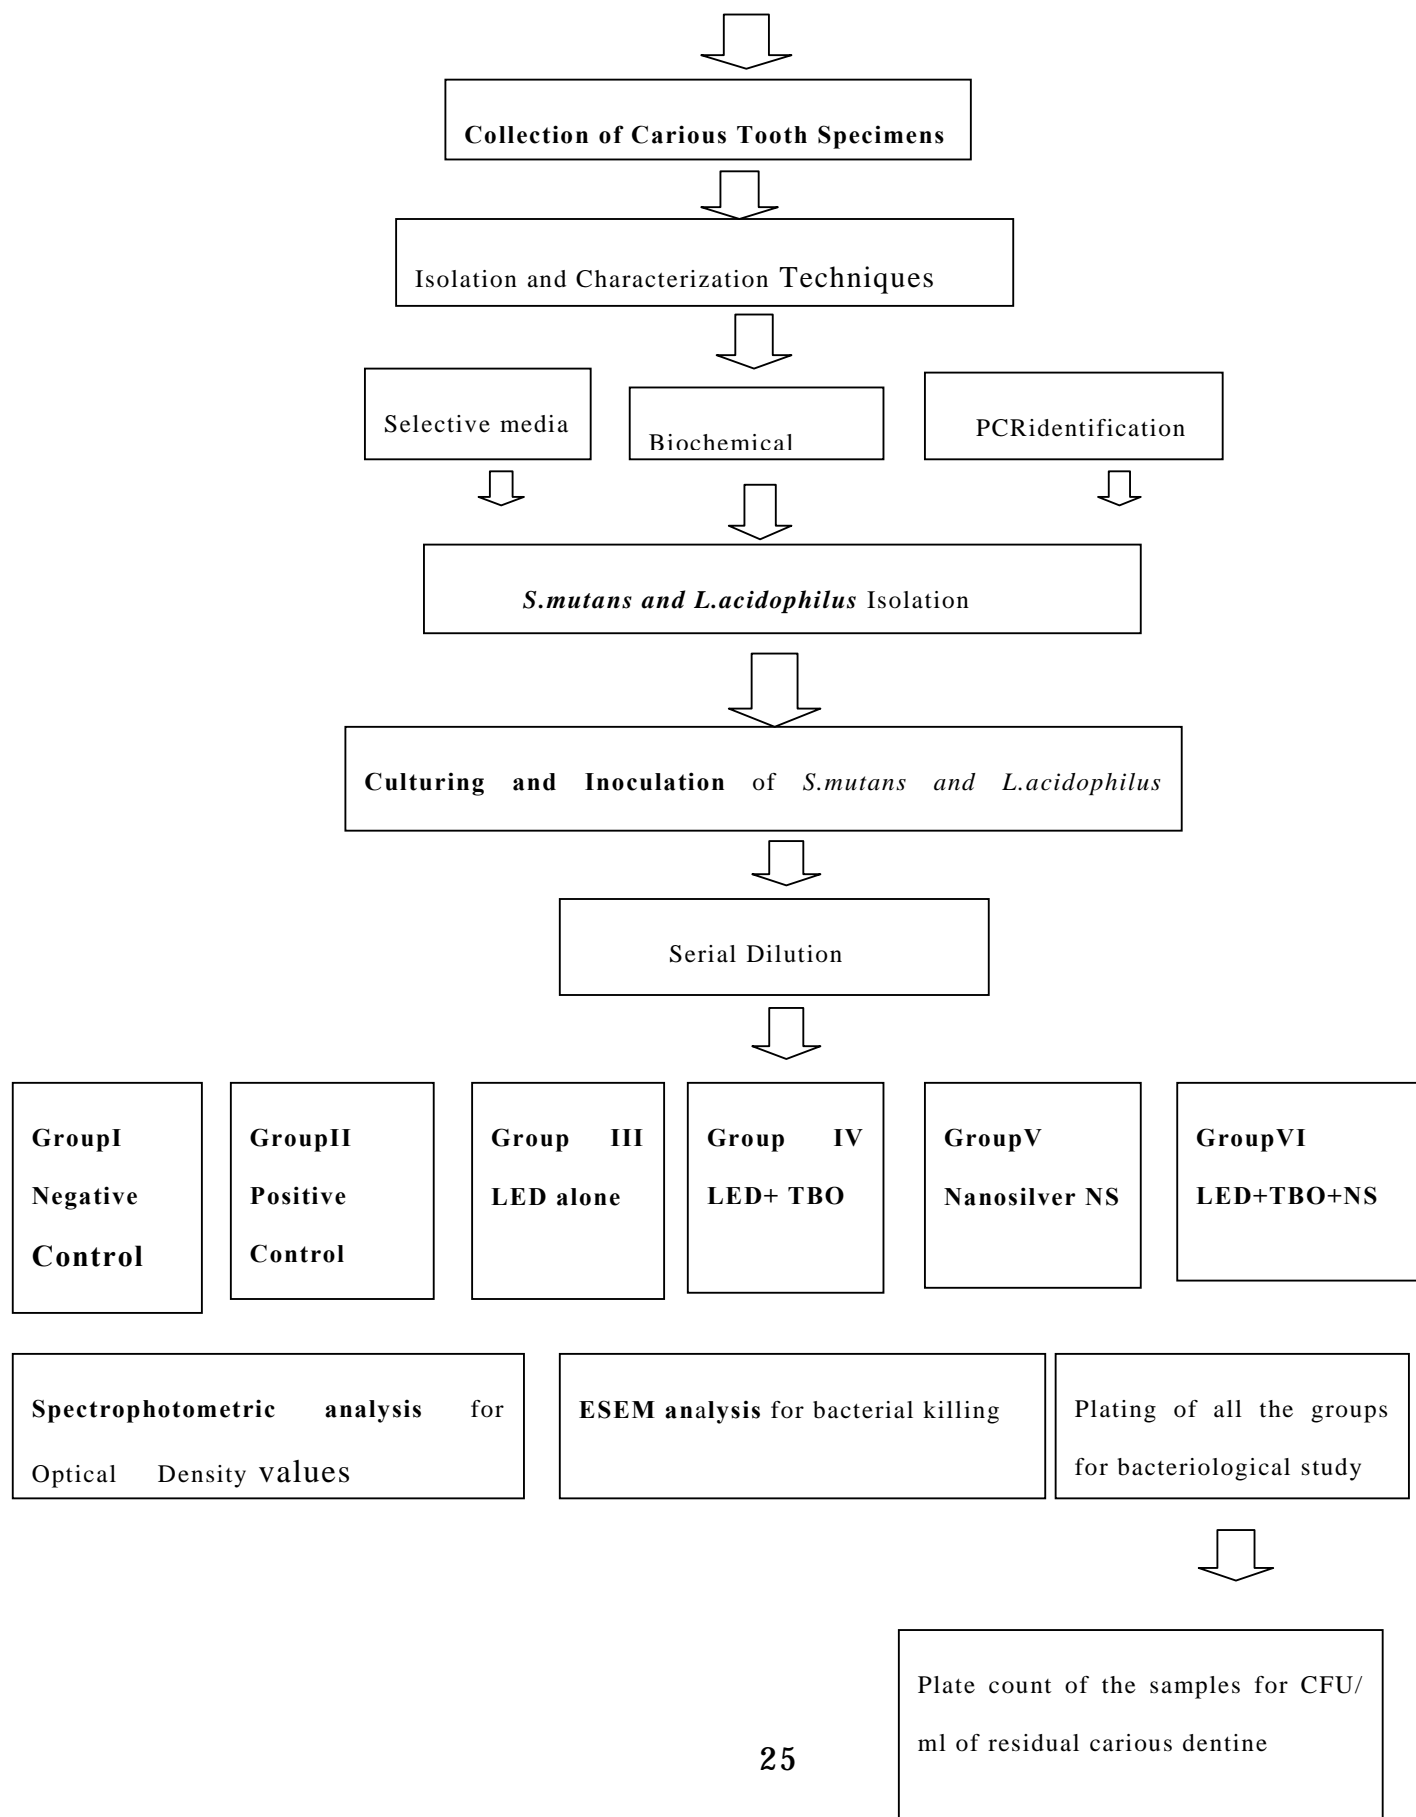 Collection of Carious Tooth Specimens
Isolation and Characterization Techniques
Selective media
Biochemical
PCRidentification
S.mutans and L.acidophilus Isolation
Culturing and Inoculation of S.mutans and L.acidophilus
Serial Dilution
GroupI
Negative
Control
GroupII
Positive
Control
Group III
LED alone
Group IV
LED+ TBO
GroupV
Nanosilver NS
GroupVI
LED+TBO+NS
Spectrophotometric analysis for
Optical Density values
ESEM analysis for bacterial killing
Plating of all the groups
for bacteriological study
Plate count of the samples for CFU/
ml of residual carious dentine
25